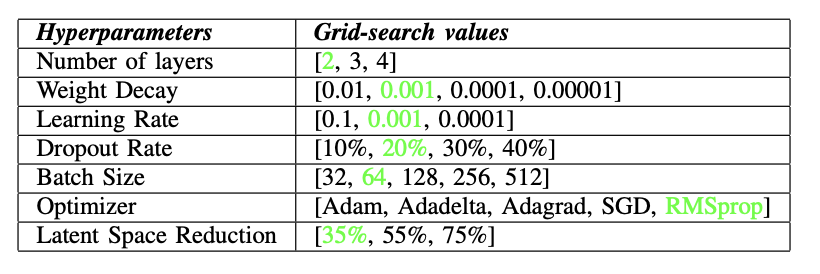 Hyperparameters Grid-search values
Number of layers [2, 3, 4]
Weight Decay [0.01, 0.001, 0.0001, 0.00001]
Learning Rate [0.1, 0.001, 0.0001]
Dropout Rate [10%, 20%, 30%, 40%]
Batch Size [32, 64, 128, 256, 512]
Optimizer [Adam, Adadelta, Adagrad, SGD, RMSprop]
Latent Space Reduction [35%, 55%, 75%]